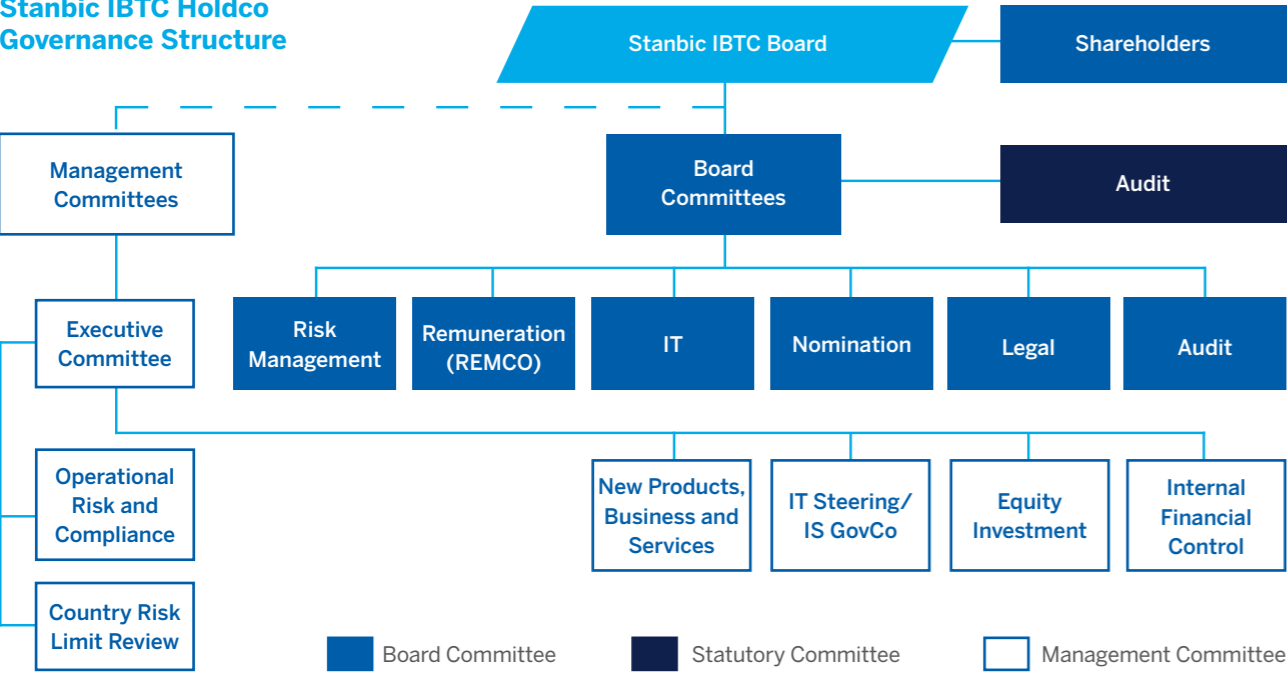 Stanbic IBTC Holdco
Governance Structure
Stanbic IBTC Board
Shareholders
Management
Committees
Board
Committees
Audit
Executive
Committee
Risk
Management
Remuneration
(REMCO)
IT
Nomination
Legal
Audit
Operational
Risk and
Compliance
New Products,
Business and
Services
IT Steering/
IS GovCo
Equity
Investment
Internal
Financial
Control
Country Risk
Limit Review
Board Committee
Statutory Committee
Management Committee